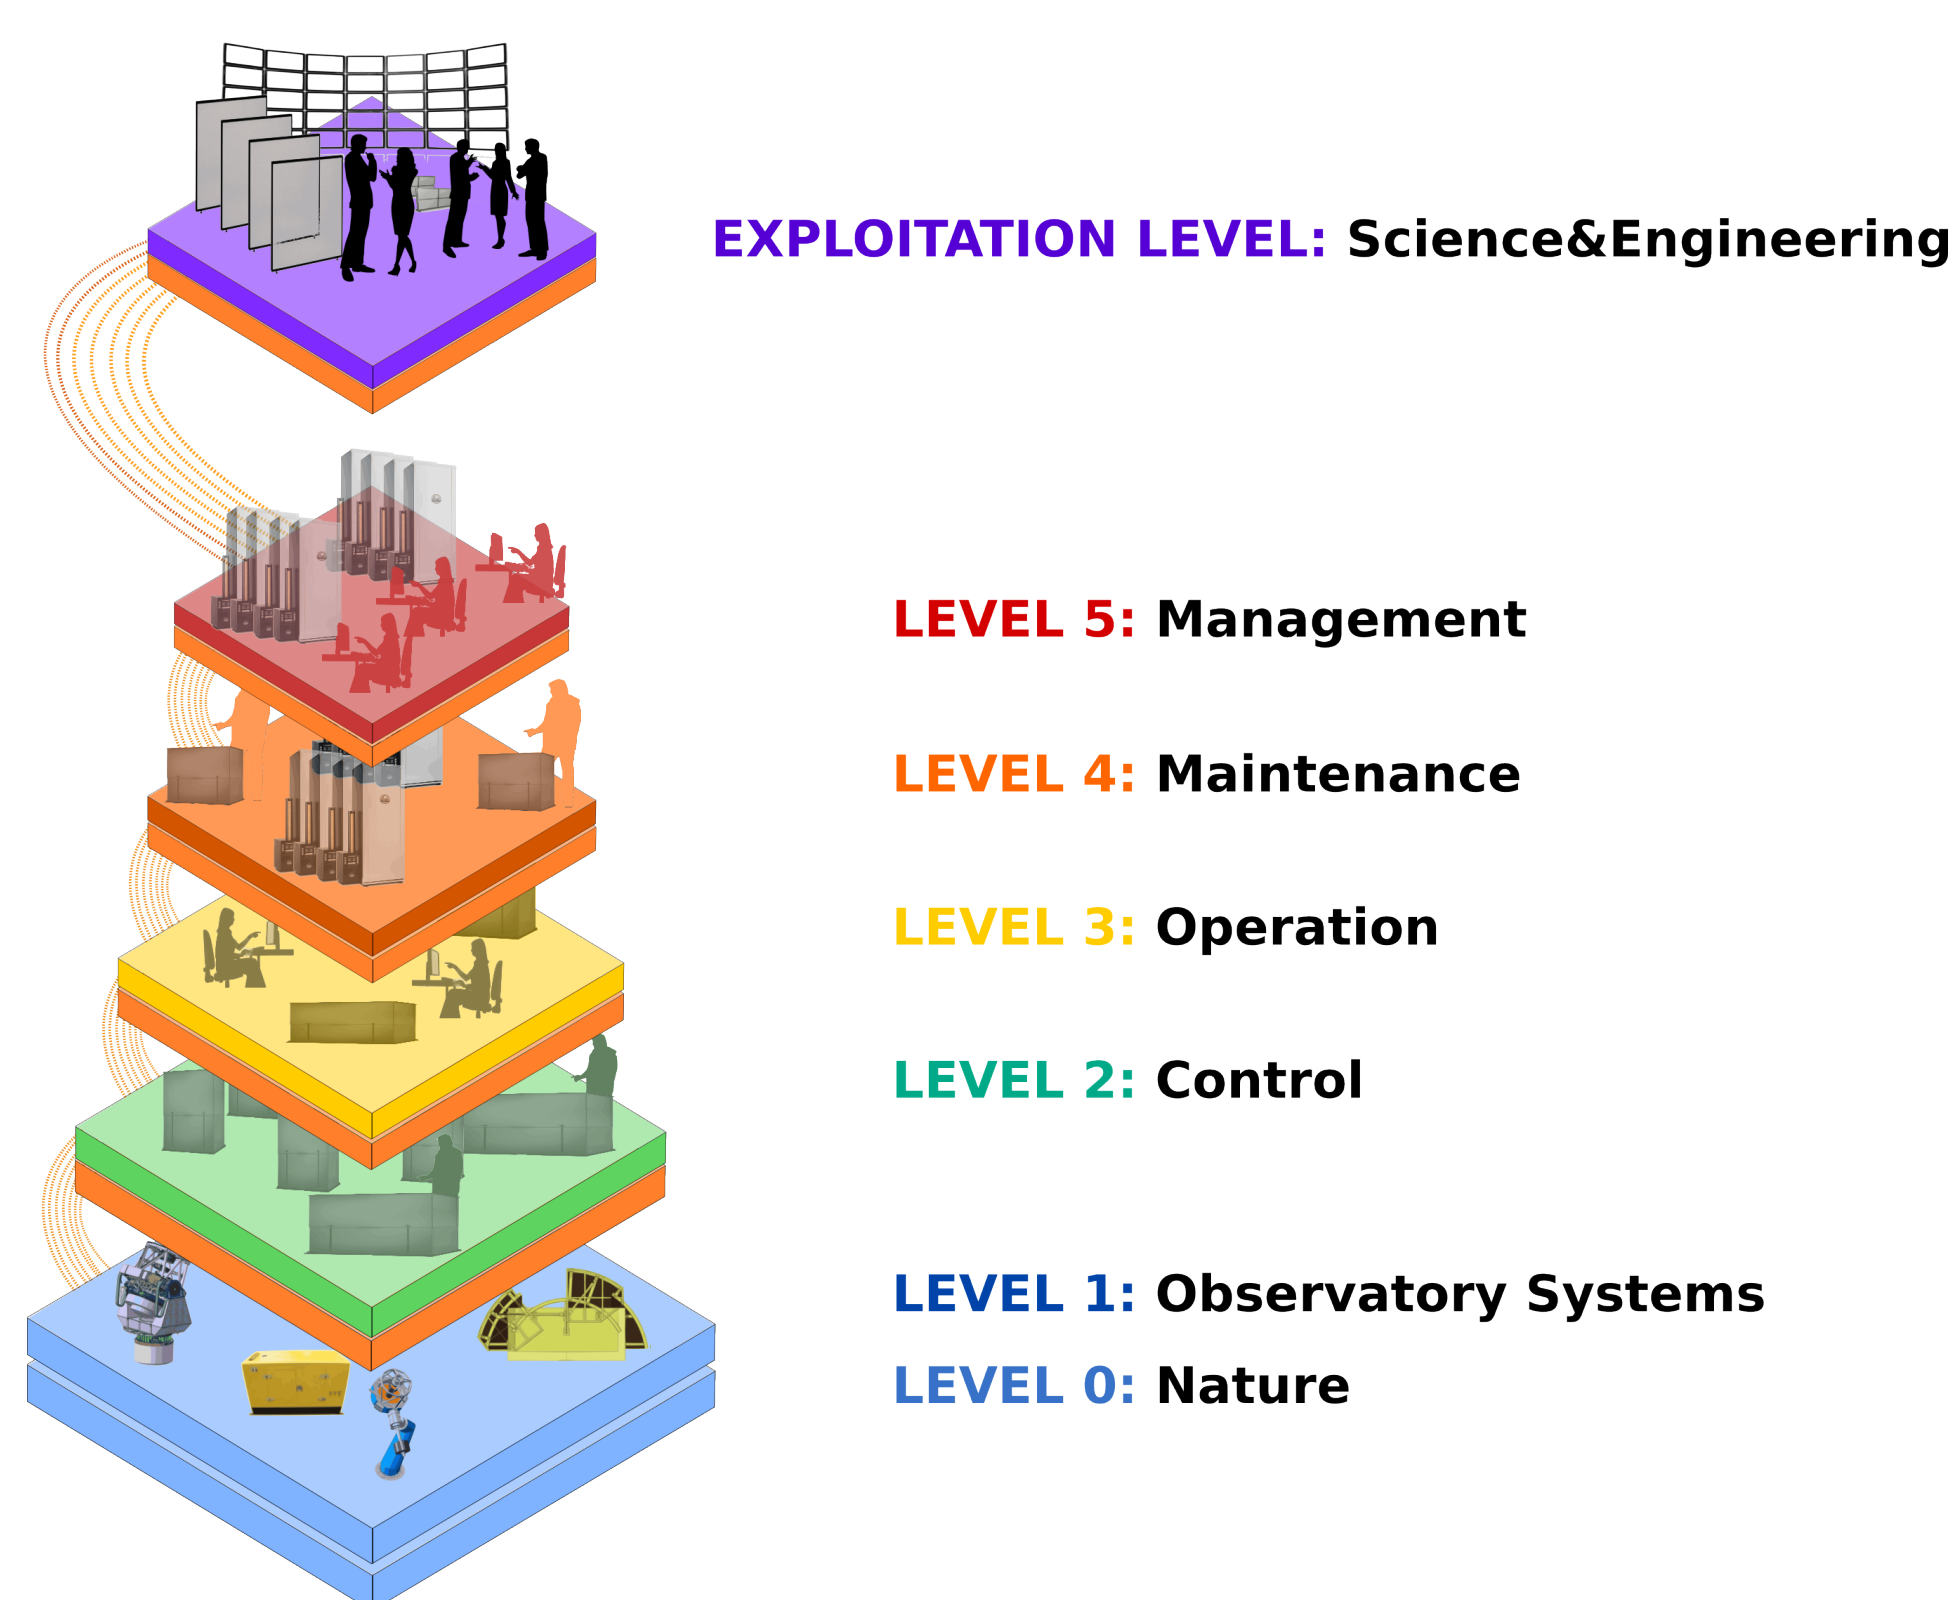 EXPLOITATION LEVEL: Science&Engineering
LEVEL 5: Management
LEVEL 4: Maintenance
LEVEL 3: Operation
LEVEL 2: Control
LEVEL 1: Observatory Systems
LEVEL 0: Nature